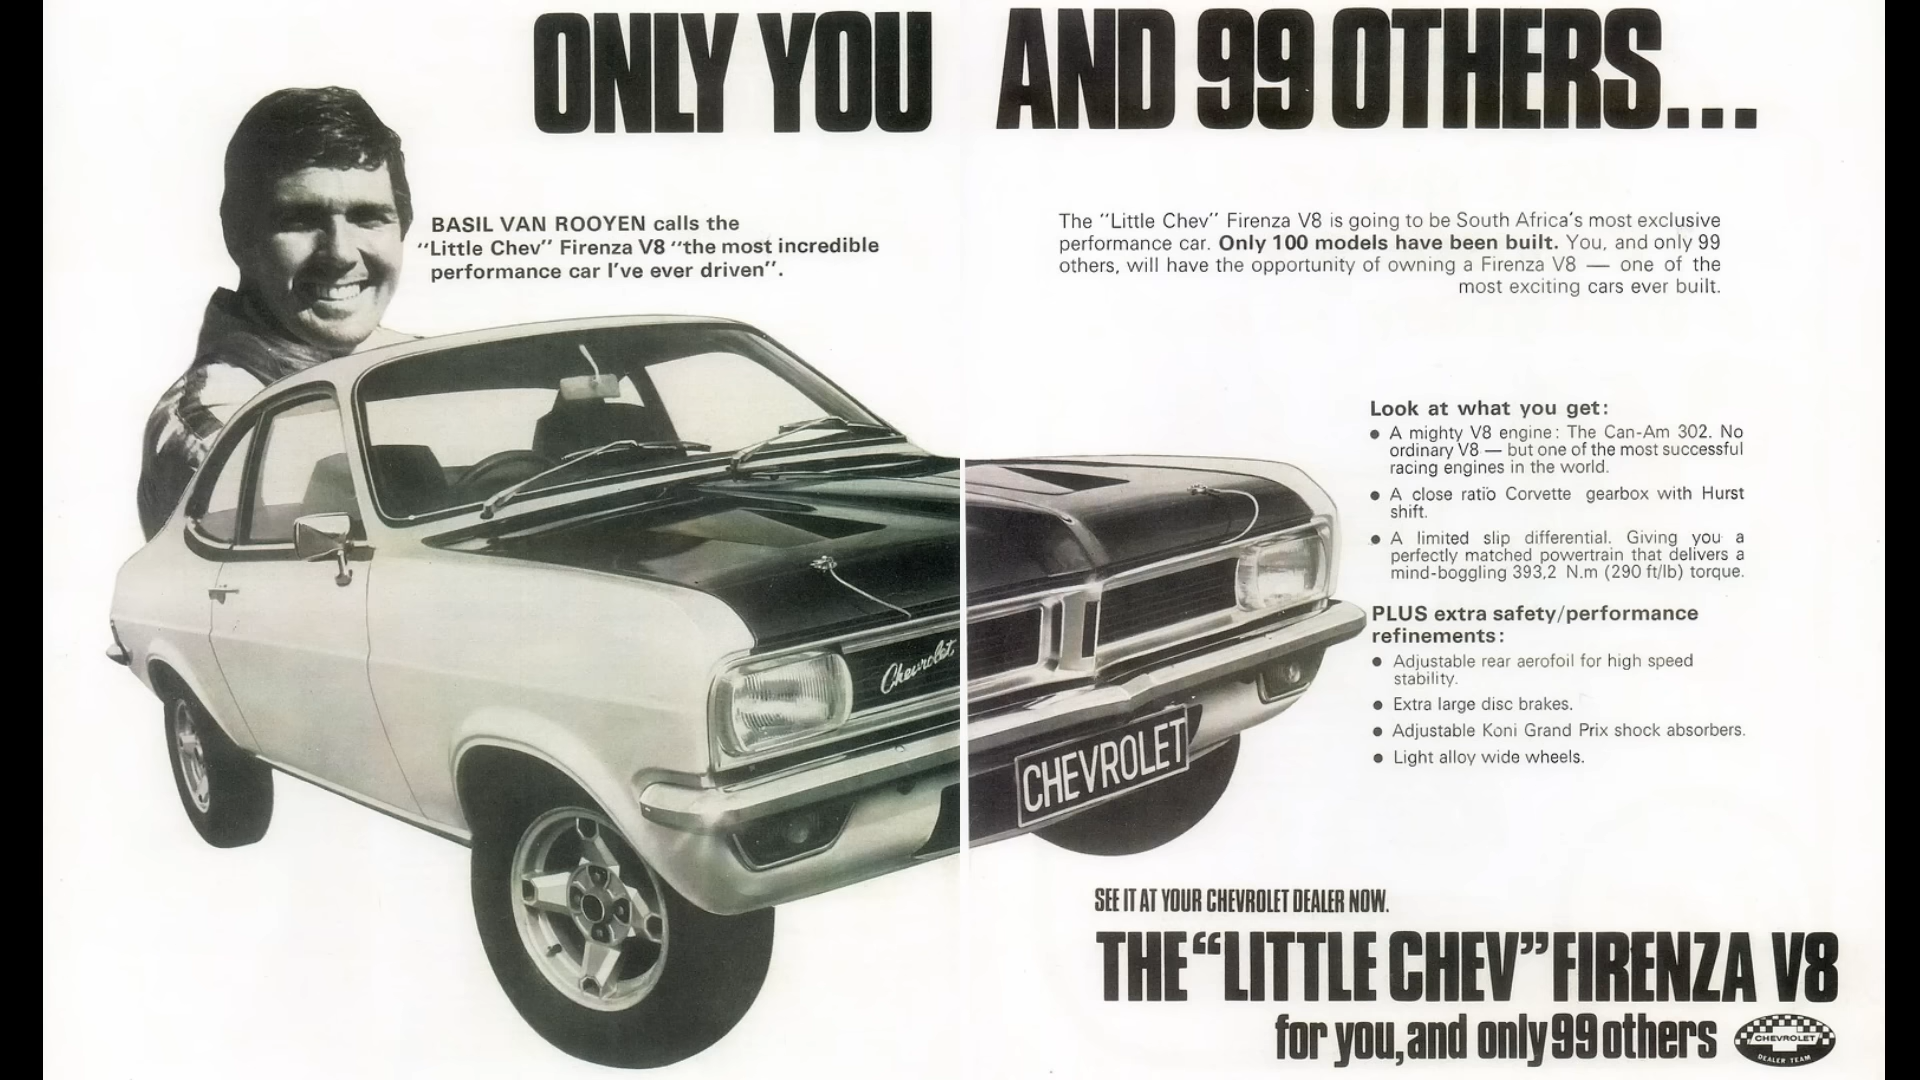 ONLY YOU AND 99 OTHERS...
BASIL VAN ROOYEN calls the
“Little Chev” Firenza V8 “the most incredible
performance car I've ever driven”.
The “Little Chev” Firenza V8 is going to be South Africa's most exclusive
performance car. Only 100 models have been built. You, and only 99
others, will have the opportunity of owning a Firenza V8 — one of the
most exciting cars ever built.
Look at what you get:
• A mighty V8 engine: The Can-Am 302. No
ordinary V8 — but one of the most successful
racing engines in the world.
• A close ratio Corvette gearbox with Hurst
shift.
• A limited slip differential. Giving you a
perfectly matched powertrain that delivers a
mind-boggling 393,2 N.m (290 ft/lb) torque.
PLUS extra safety/performance
refinements:
• Adjustable rear aerofoil for high speed
stability.
• Extra large disc brakes.
• Adjustable Koni Grand Prix shock absorbers.
• Light alloy wide wheels.
Chevrolet
CHEVROLET
SEE IT AT YOUR CHEVROLET DEALER NOW.
THE “LITTLE CHEV” FIRENZA V8
for you, and only 99 others
CHEVROLET
DEALER TEAM